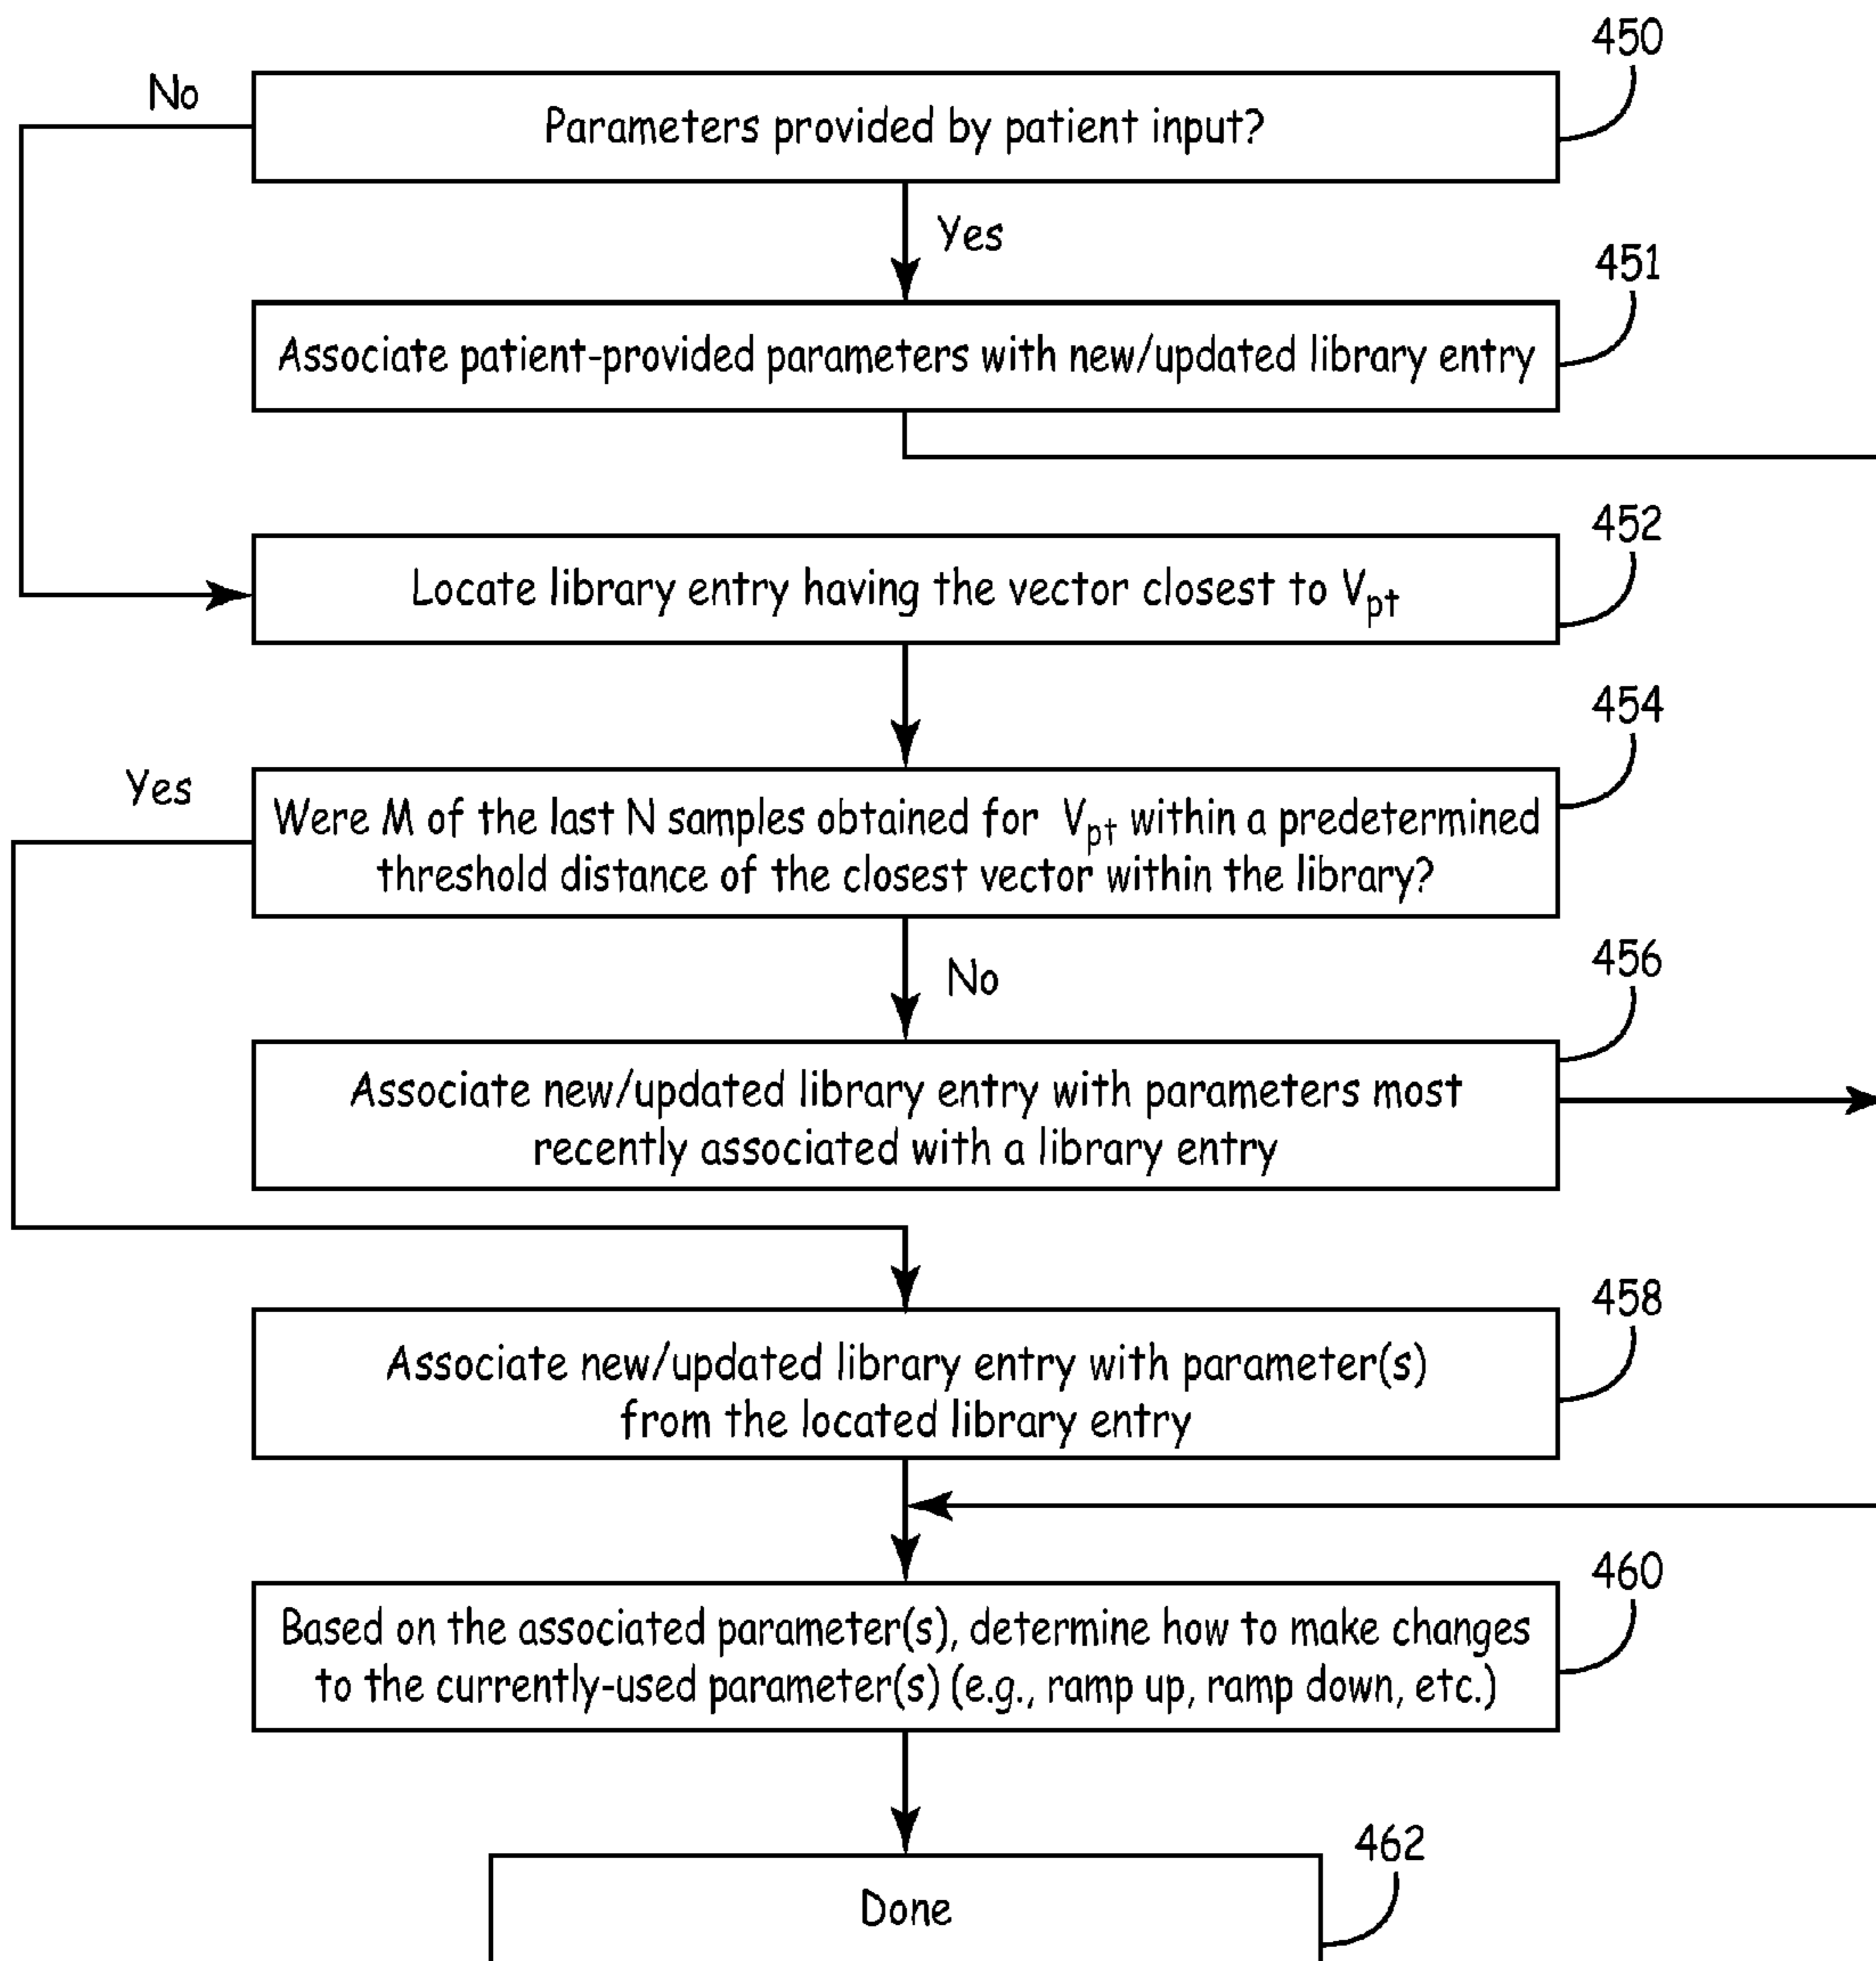 450
No
Parameters provided by patient input?
Yes
451
Associate patient-provided parameters with new/updated library entry
452
Locate library entry having the vector closest to Vpt
454
Yes
Were M of the last N samples obtained for Vpt within a predetermined
threshold distance of the closest vector within the library?
456
No
Associate new/updated library entry with parameters most
recently associated with a library entry
458
Associate new/updated library entry with parameter(s)
from the located library entry
460
Based on the associated parameter(s), determine how to make changes
to the currently-used parameter(s) (e.g., ramp up, ramp down, etc.)
462
Done